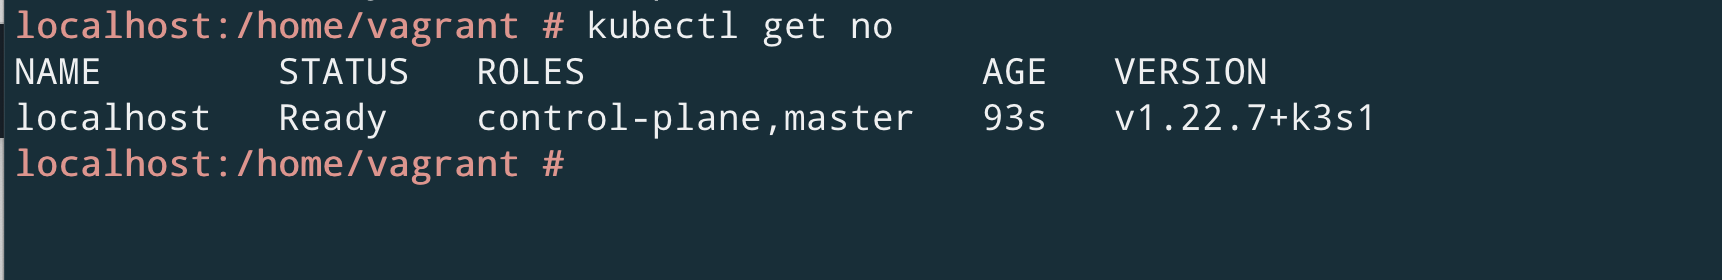 localhost:/home/vagrant # kubectl get no
NAME        STATUS   ROLES                  AGE   VERSION
localhost   Ready    control-plane,master   93s   v1.22.7+k3s1
localhost:/home/vagrant #